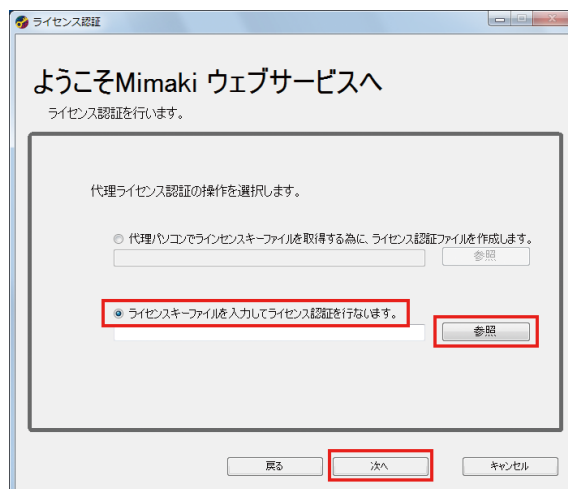 ライセンス認証
ようこそMimaki ウェブサービスへ
ライセンス認証を行います。
代理ライセンス認証の操作を選択します。
代理パソコンでラインセンスキーファイルを取得する為に、ライセンス認証ファイルを作成します。
参照
ライセンスキーファイルを入力してライセンス認証を行ないます。
参照
戻る
次へ
キャンセル